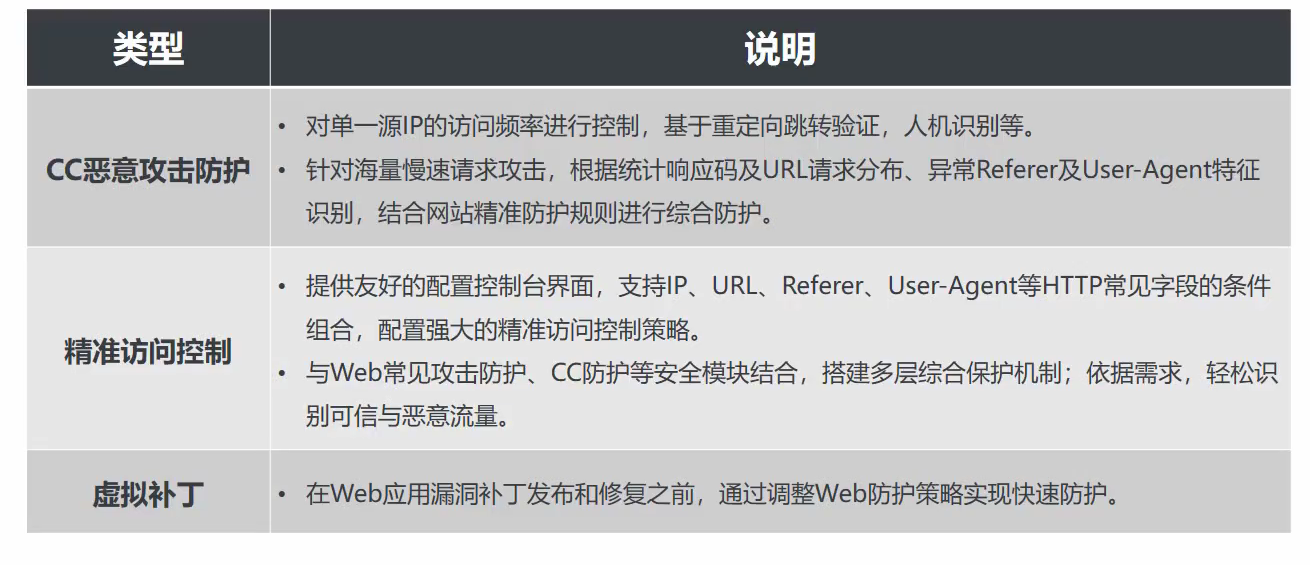 类型
说明
CC恶意攻击防护
• 对单一源IP的访问频率进行控制，基于重定向跳转验证，人机识别等。
• 针对海量慢速请求攻击，根据统计响应码及URL请求分布、异常Referer及User-Agent特征
识别，结合网站精准防护规则进行综合防护。
精准访问控制
• 提供友好的配置控制台界面，支持IP、URL、Referer、User-Agent等HTTP常见字段的条件
组合，配置强大的精准访问控制策略。
• 与Web常见攻击防护、CC防护等安全模块结合，搭建多层综合保护机制；依据需求，轻松识
别可信与恶意流量。
虚拟补丁
• 在Web应用漏洞补丁发布和修复之前，通过调整Web防护策略实现快速防护。